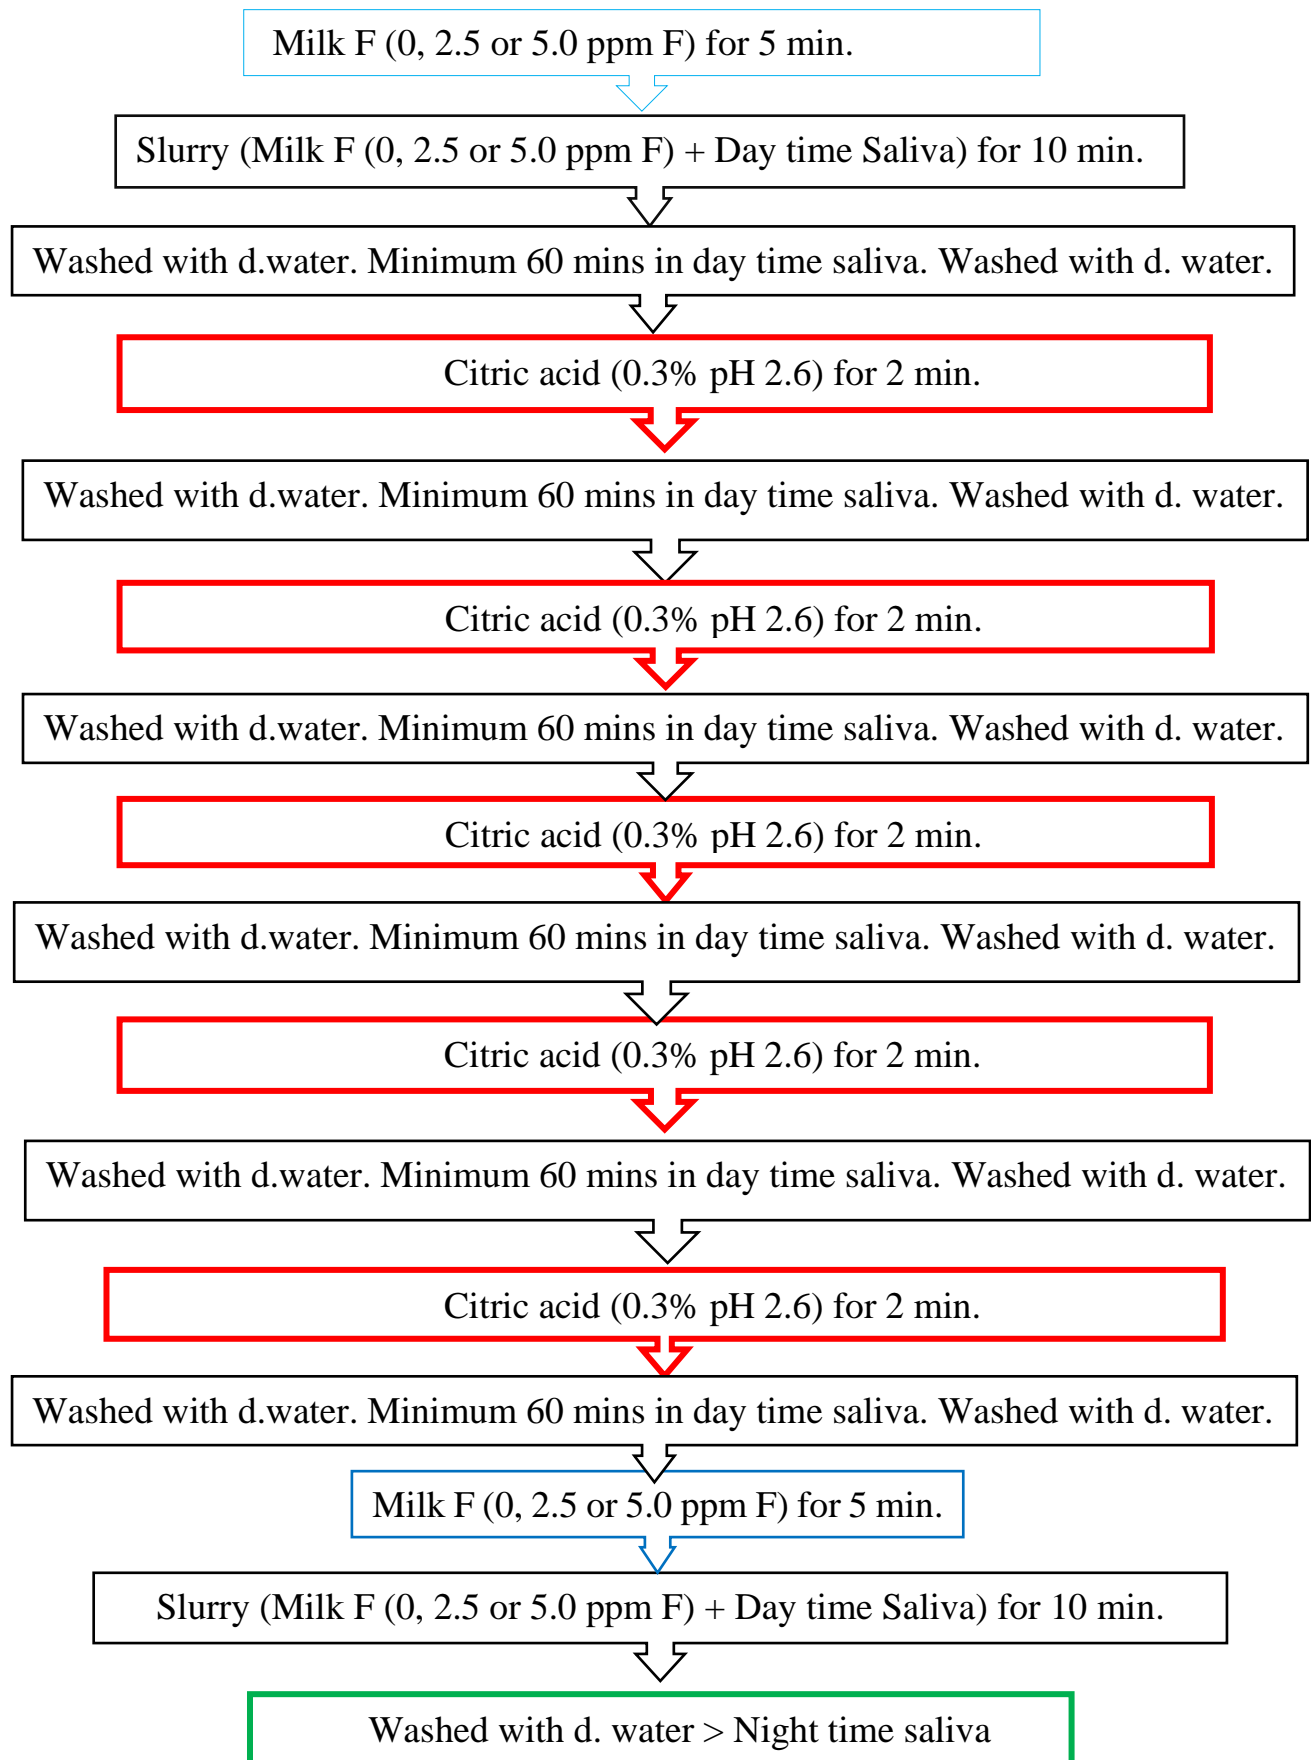 Milk F (0, 2.5 or 5.0 ppm F) for 5 min.
Slurry (Milk F (0, 2.5 or 5.0 ppm F) + Day time Saliva) for 10 min.
Washed with d.water. Minimum 60 mins in day time saliva. Washed with d. water.
Citric acid (0.3% pH 2.6) for 2 min.
Washed with d.water. Minimum 60 mins in day time saliva. Washed with d. water.
Citric acid (0.3% pH 2.6) for 2 min.
Washed with d.water. Minimum 60 mins in day time saliva. Washed with d. water.
Citric acid (0.3% pH 2.6) for 2 min.
Washed with d.water. Minimum 60 mins in day time saliva. Washed with d. water.
Citric acid (0.3% pH 2.6) for 2 min.
Washed with d.water. Minimum 60 mins in day time saliva. Washed with d. water.
Citric acid (0.3% pH 2.6) for 2 min.
Washed with d.water. Minimum 60 mins in day time saliva. Washed with d. water.
Milk F (0, 2.5 or 5.0 ppm F) for 5 min.
Slurry (Milk F (0, 2.5 or 5.0 ppm F) + Day time Saliva) for 10 min.
Washed with d. water > Night time saliva